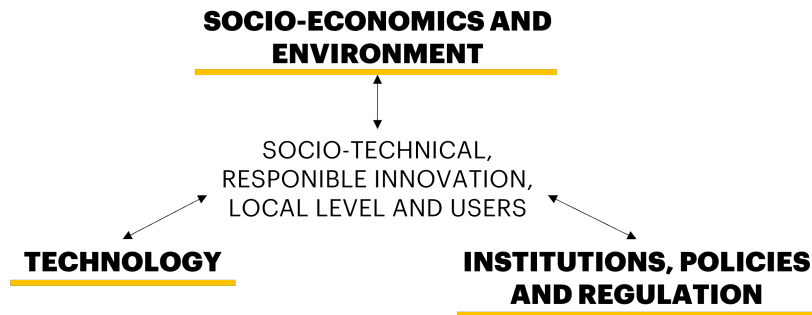 SOCIO-ECONOMICS AND
ENVIRONMENT
SOCIO-TECHNICAL,
RESPONIBLE INNOVATION,
LOCAL LEVEL AND USERS
TECHNOLOGY
INSTITUTIONS, POLICIES
AND REGULATION